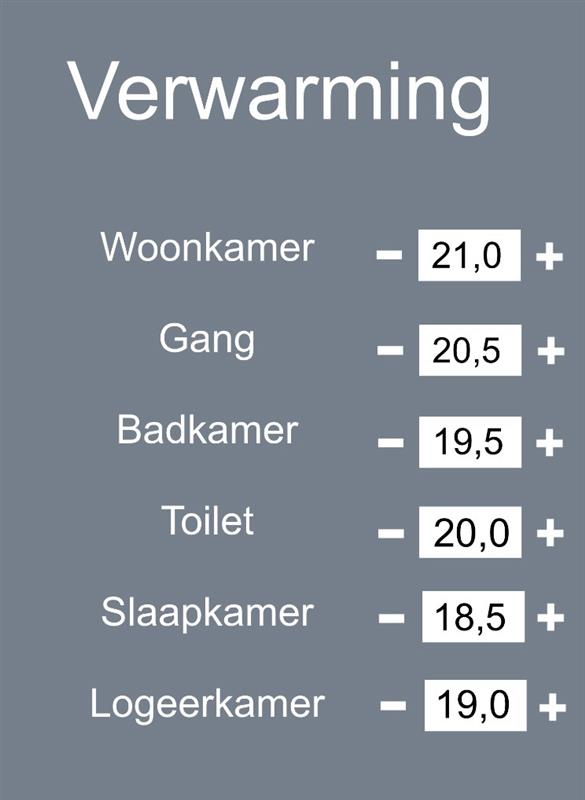 Verwarming
Woonkamer - 21,0 +
Gang - 20,5 +
Badkamer - 19,5 +
Toilet - 20,0 +
Slaapkamer - 18,5 +
Logeerkamer - 19,0 +